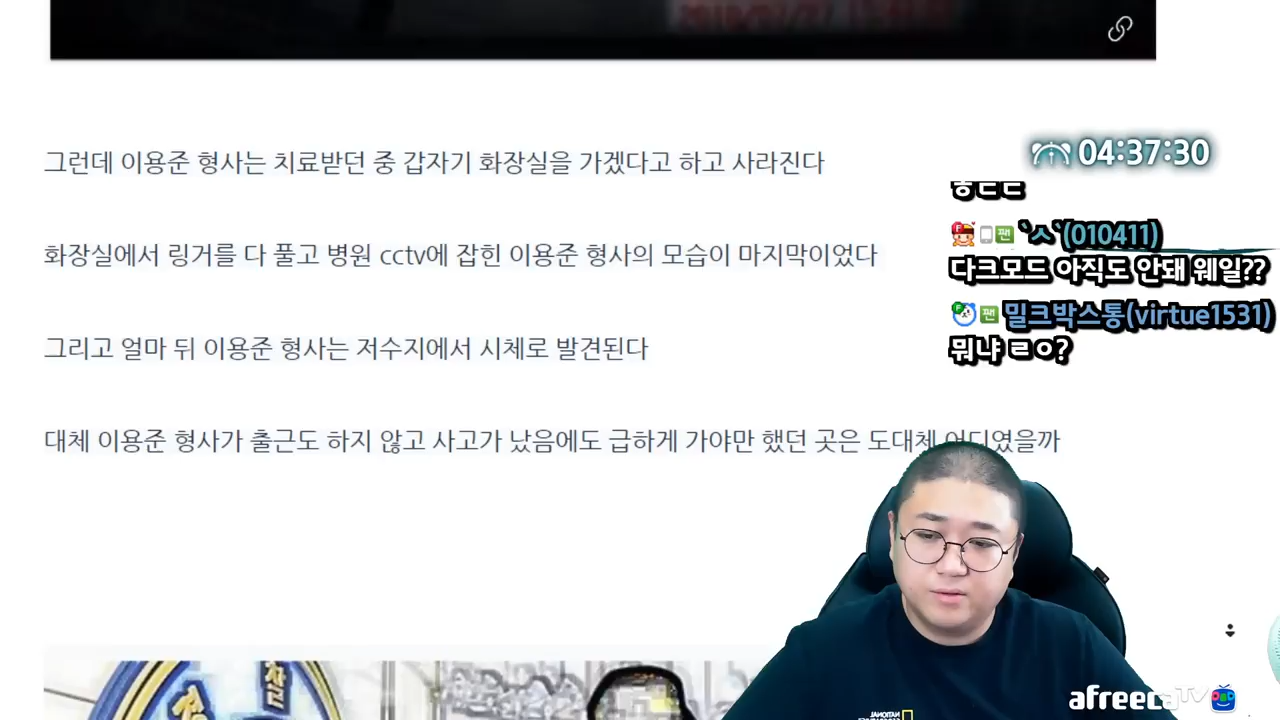 그런데 이용준 형사는 치료받던 중 갑자기 화장실을 가겠다고 하고 사라진다
화장실에서 링거를 다 풀고 병원 cctv에 잡힌 이용준 형사의 모습이 마지막이었다
그리고 얼마 뒤 이용준 형사는 저수지에서 시체로 발견된다
대체 이용준 형사가 출근도 하지 않고 사고가 났음에도 급하게 가야만 했던 곳은 도대체 어디였을까
04:37:30
ㅎㄷㄷ
F 팬 `ㅅ`(010411)
다크모드 아직도 안돼 웨일??
F 팬 밀크박스통(virtue1531)
뭐냐 ㄹㅇ?
NATIONAL
afreecaTV